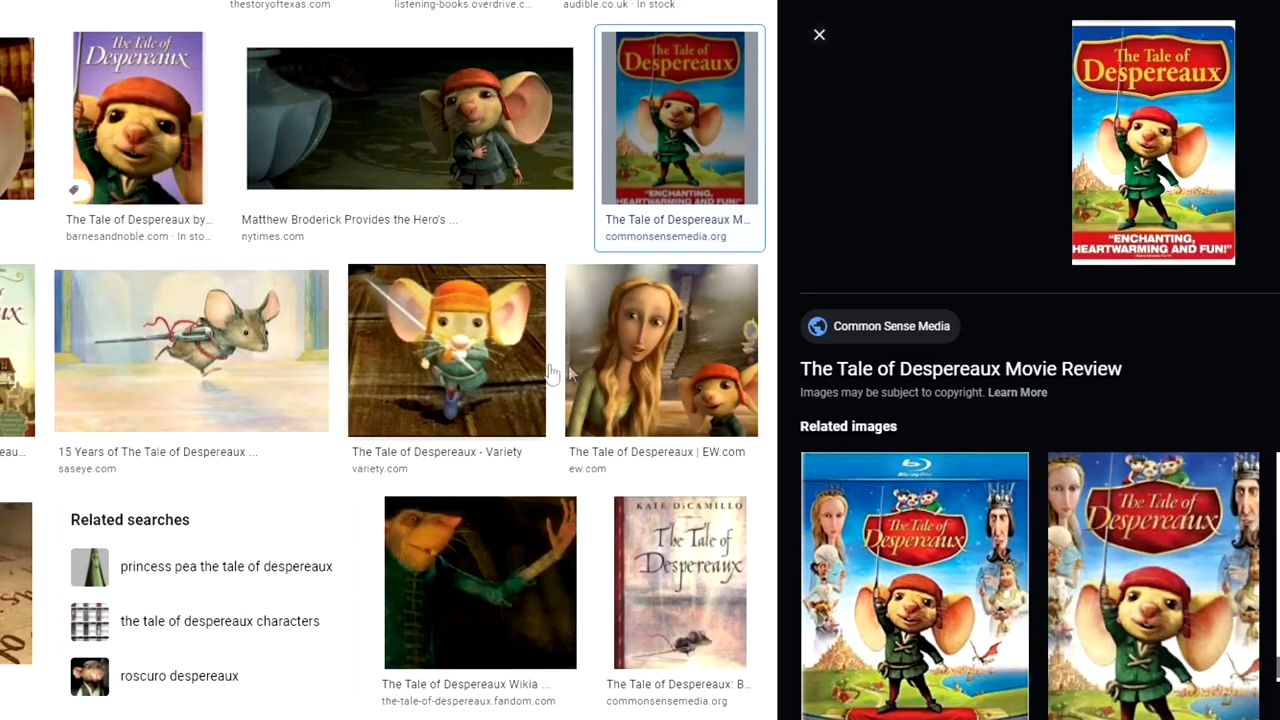 thestoryoftexas.com
listening-books.overdrive.c...
audible.co.uk · In stock
The Tale of
Despereaux
The Tale of Despereaux by...
barnesandnoble.com · In sto...
Matthew Broderick Provides the Hero's ...
nytimes.com
The Tale of
Despereaux
"ENCHANTING,
HEARTWARMING AND FUN!"
The Tale of Despereaux M...
commonsensemedia.org
eau...
15 Years of The Tale of Despereaux ...
saseye.com
The Tale of Despereaux - Variety
variety.com
The Tale of Despereaux | EW.com
ew.com
Related searches
princess pea the tale of despereaux
the tale of despereaux characters
roscuro despereaux
The Tale of Despereaux Wikia ...
the-tale-of-despereaux.fandom.com
KATE DICAMILLO
The Tale of
Despereaux
The Tale of Despereaux: B...
commonsensemedia.org
The Tale of
Despereaux
"ENCHANTING,
HEARTWARMING AND FUN!"
Common Sense Media
The Tale of Despereaux Movie Review
Images may be subject to copyright. Learn More
Related images
Blu-ray Disc
The Tale of
Despereaux
The Tale of
Despereaux